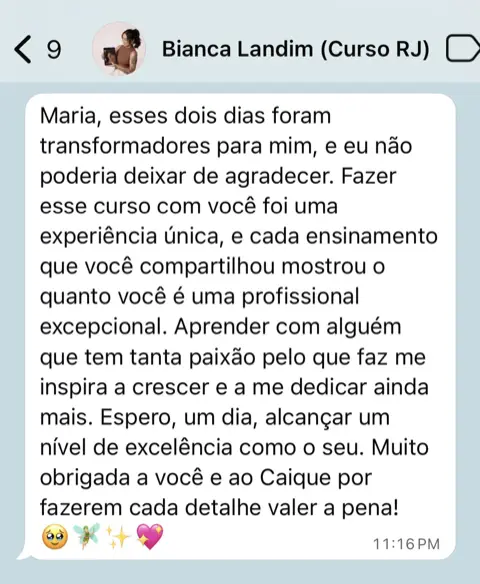 9 Bianca Landim (Curso RJ)
Maria, esses dois dias foram
transformadores para mim, e eu não
poderia deixar de agradecer. Fazer
esse curso com você foi uma
experiência única, e cada ensinamento
que você compartilhou mostrou o
quanto você é uma profissional
excepcional. Aprender com alguém
que tem tanta paixão pelo que faz me
inspira a crescer e a me dedicar ainda
mais. Espero, um dia, alcançar um
nível de excelência como o seu. Muito
obrigada a você e ao Caique por
fazerem cada detalhe valer a pena!
🥹🧚✨💖 11:16 PM